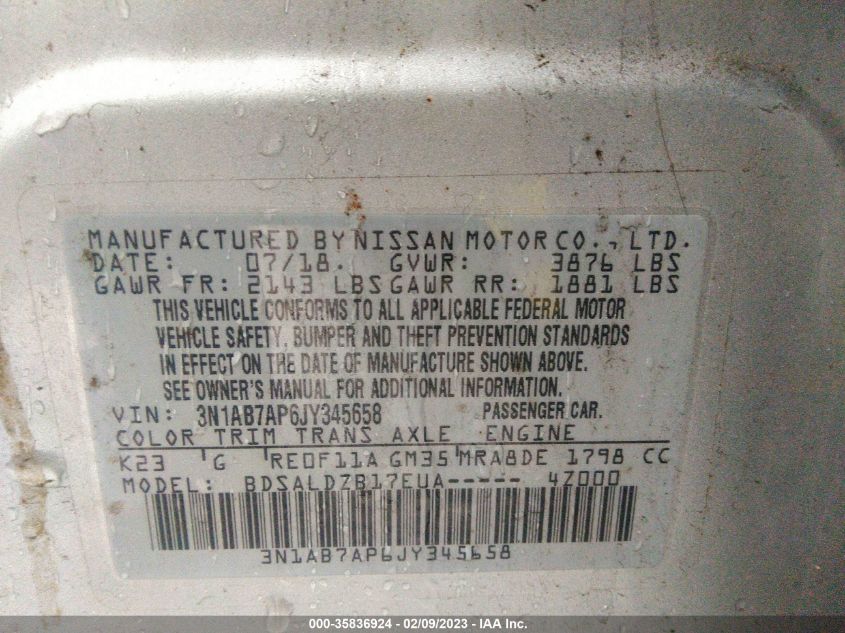 MANUFACTURED BY NISSAN MOTOR CO., LTD.
DATE: 07/18. GVWR: 3876 LBS
GAWR FR: 2143 LBS GAWR RR: 1881 LBS
THIS VEHICLE CONFORMS TO ALL APPLICABLE FEDERAL MOTOR
VEHICLE SAFETY, BUMPER AND THEFT PREVENTION STANDARDS
IN EFFECT ON THE DATE OF MANUFACTURE SHOWN ABOVE.
SEE OWNER'S MANUAL FOR ADDITIONAL INFORMATION.
VIN: 3N1AB7AP6JY345658 PASSENGER CAR.
COLOR TRIM TRANS AXLE ENGINE
K23 'G RE0F11A GM35 MRA8DE 1798 CC
MODEL: BDSALDZB17EUA----- 4Z000
3N1AB7AP6JY345658
000-35836924 - 02/09/2023 - IAA Inc.